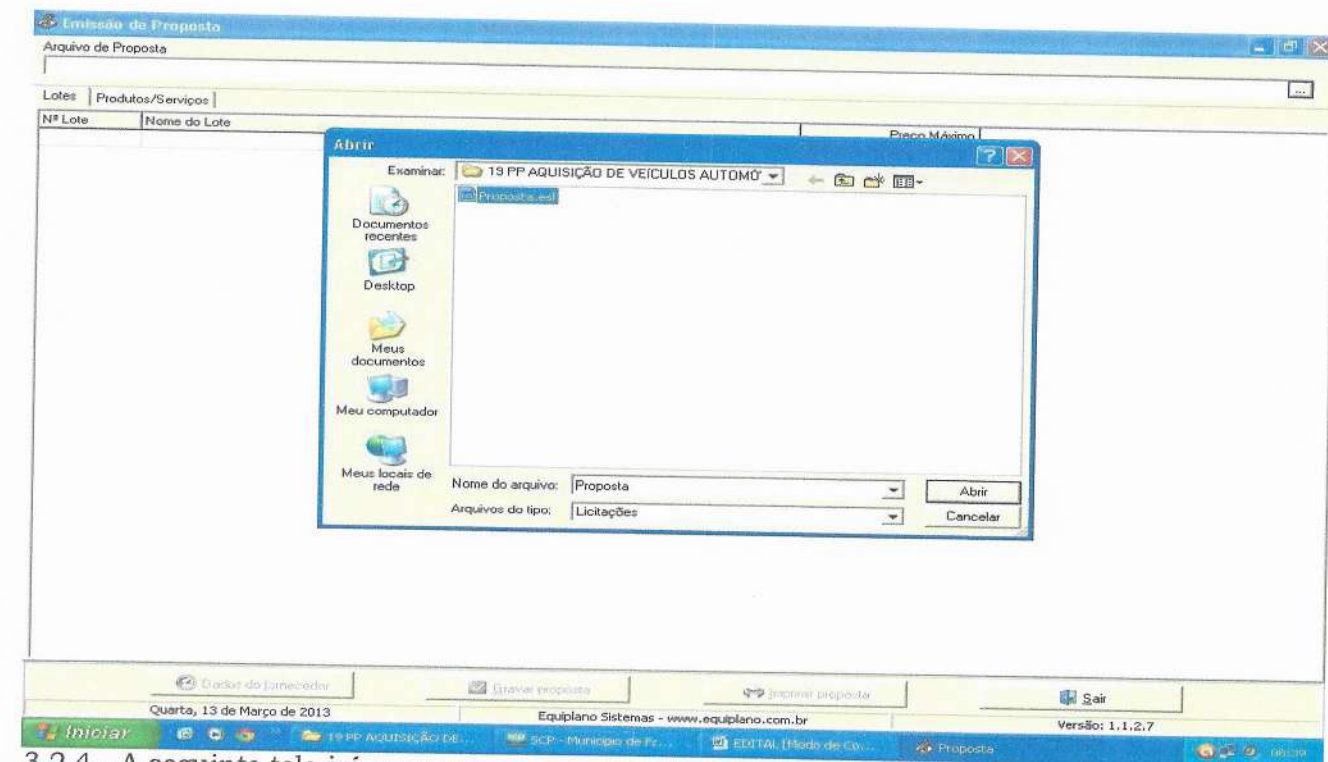 Emissão de Proposta
Arquivo de Proposta
...
Lotes Produtos/Serviços
Nº Lote Nome do Lote Preço Máximo
Abrir
Examinar: 19 PP AQUISIÇÃO DE VEÍCULOS AUTOMÓ
Proposta.esl
Documentos recentes
Desktop
Meus documentos
Meu computador
Meus locais de rede
Nome do arquivo: Proposta Abrir
Arquivos do tipo: Licitações Cancelar
Dados do fornecedor Gravar proposta Imprimir proposta Sair
Quarta, 13 de Março de 2013 Equiplano Sistemas - www.equiplano.com.br Versão: 1.1.2.7
Iniciar 19 PP AQUISIÇÃO DE... SCP - Município de Fr... EDITAL [Modo de Co... Proposta
3.2.4 A seguinte tela